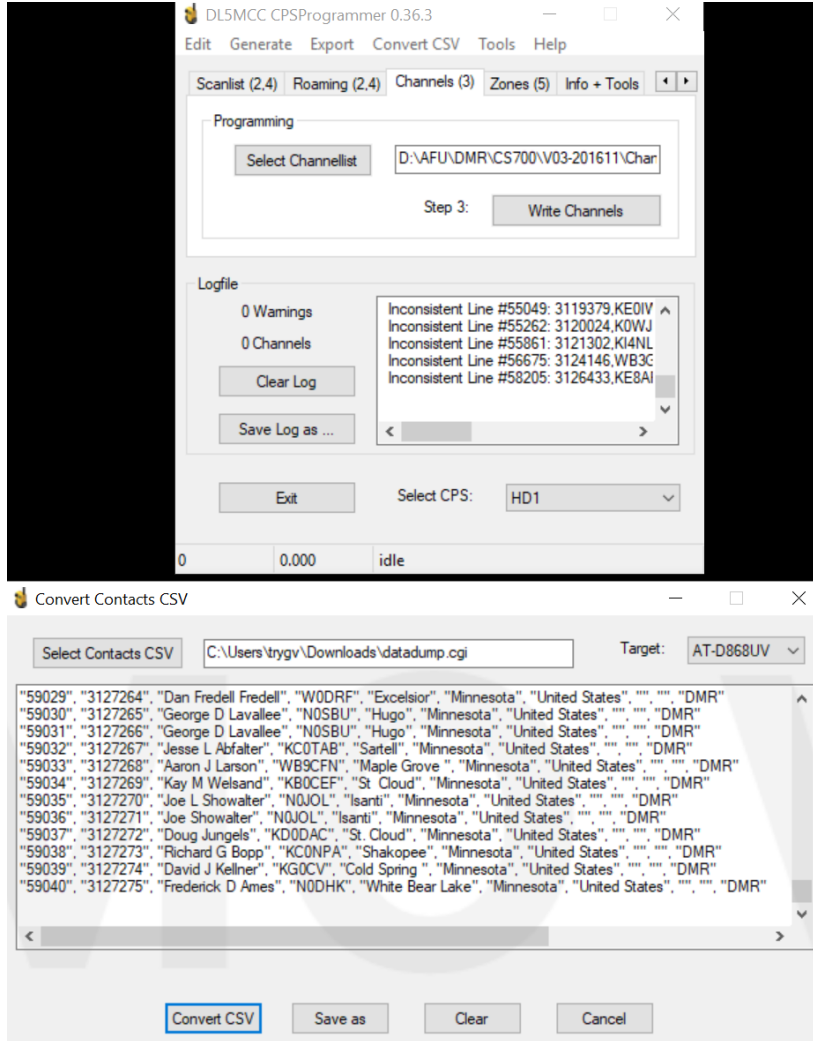 DL5MCC CPSProgrammer 0.36.3
Edit Generate Export Convert CSV Tools Help
Scanlist (2,4) Roaming (2,4) Channels (3) Zones (5) Info + Tools
Programming
Select Channellist D:\AFU\DMR\CS700\V03-201611\Char
Step 3: Write Channels
Logfile
0 Warnings
0 Channels
Clear Log
Save Log as ...
Inconsistent Line #55049: 3119379,KE0IV
Inconsistent Line #55262: 3120024,K0WJ
Inconsistent Line #55861: 3121302,KI4NL
Inconsistent Line #56675: 3124146,WB3G
Inconsistent Line #58205: 3126433,KE8AI
Exit Select CPS: HD1
0 0.000 idle
Convert Contacts CSV
Select Contacts CSV C:\Users\trygv\Downloads\datadump.cgi Target: AT-D868UV
"59029", "3127264", "Dan Fredell Fredell", "W0DRF", "Excelsior", "Minnesota", "United States", "", "", "DMR"
"59030", "3127265", "George D Lavallee", "N0SBU", "Hugo", "Minnesota", "United States", "", "", "DMR"
"59031", "3127266", "George D Lavallee", "N0SBU", "Hugo", "Minnesota", "United States", "", "", "DMR"
"59032", "3127267", "Jesse L Abfalter", "KC0TAB", "Sartell", "Minnesota", "United States", "", "", "DMR"
"59033", "3127268", "Aaron J Larson", "WB9CFN", "Maple Grove ", "Minnesota", "United States", "", "", "DMR"
"59034", "3127269", "Kay M Welsand", "KB0CEF", "St  Cloud", "Minnesota", "United States", "", "", "DMR"
"59035", "3127270", "Joe L Showalter", "N0JOL", "Isanti", "Minnesota", "United States", "", "", "DMR"
"59036", "3127271", "Joe Showalter", "N0JOL", "Isanti", "Minnesota", "United States", "", "", "DMR"
"59037", "3127272", "Doug Jungels", "KD0DAC", "St. Cloud", "Minnesota", "United States", "", "", "DMR"
"59038", "3127273", "Richard G Bopp", "KC0NPA", "Shakopee", "Minnesota", "United States", "", "", "DMR"
"59039", "3127274", "David J Kellner", "KG0CV", "Cold Spring ", "Minnesota", "United States", "", "", "DMR"
"59040", "3127275", "Frederick D Ames", "N0DHK", "White Bear Lake", "Minnesota", "United States", "", "", "DMR"
Convert CSV Save as Clear Cancel